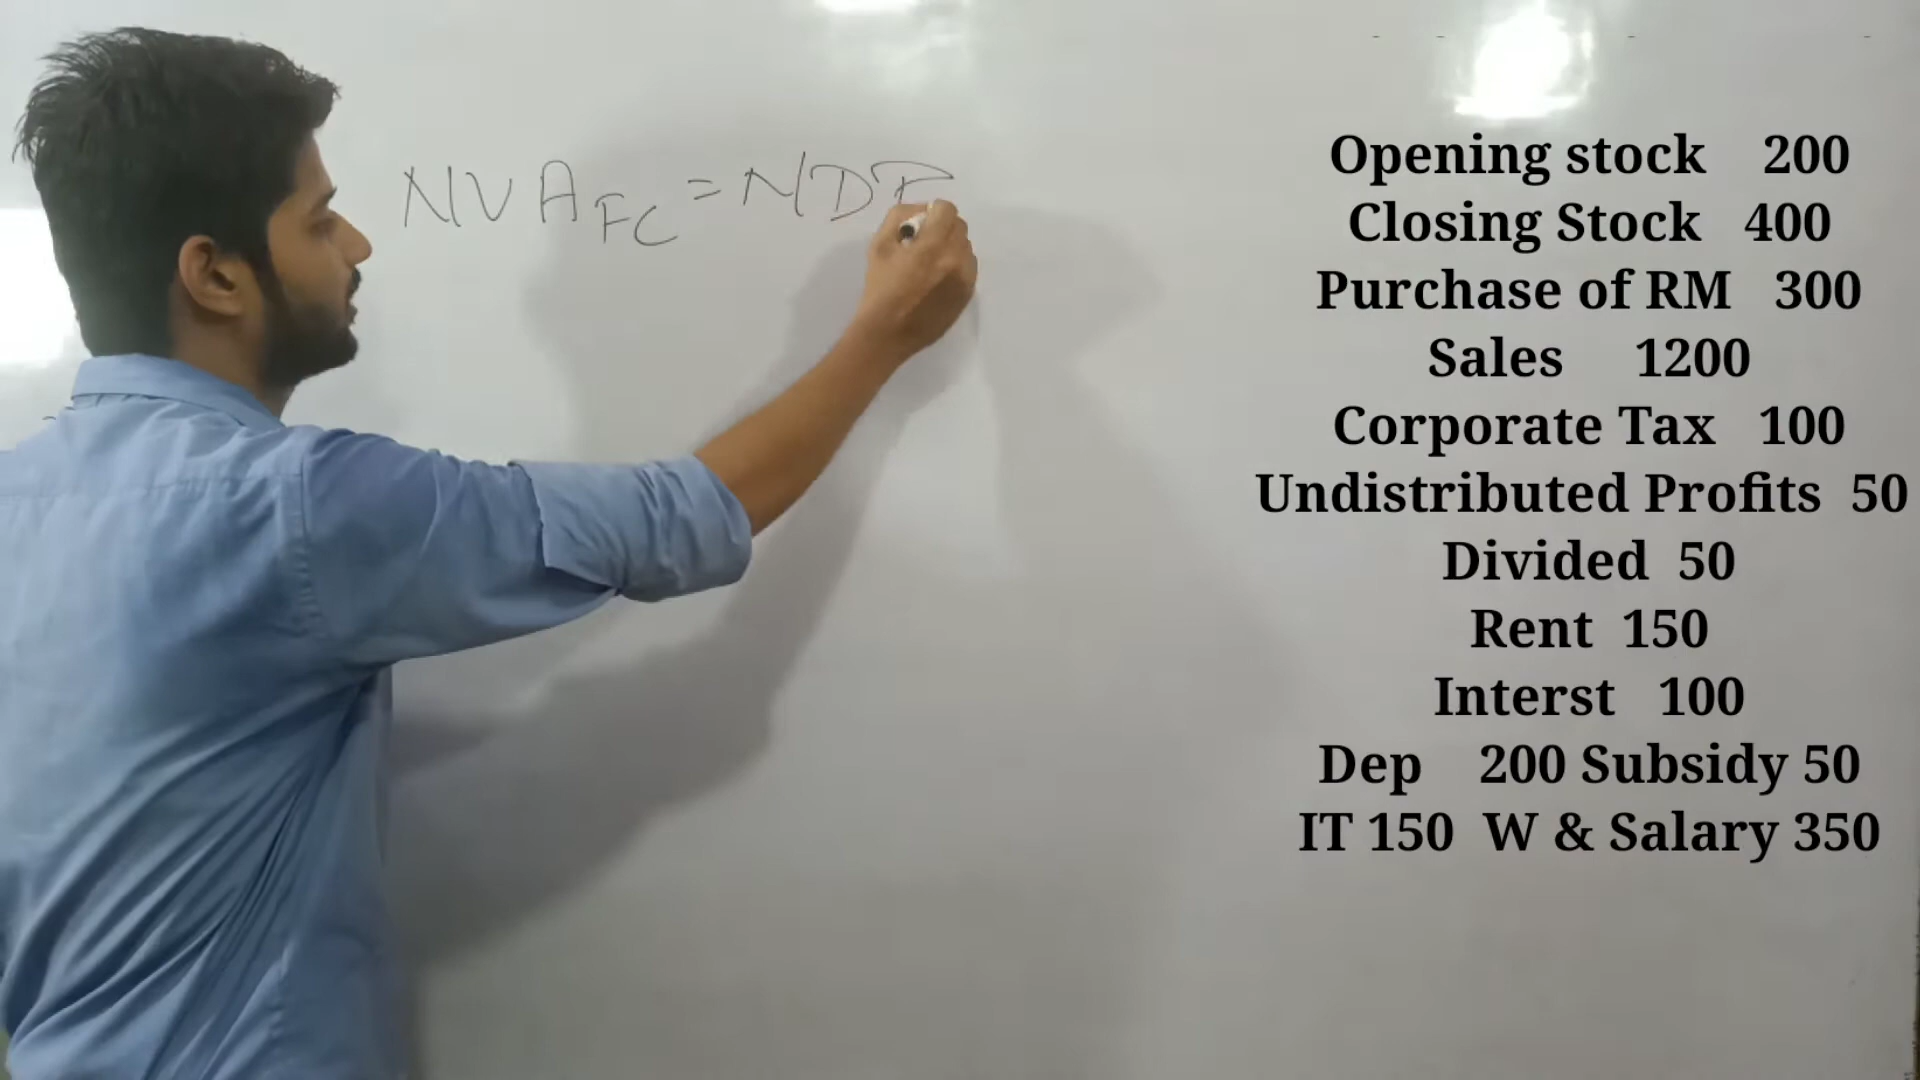 NVA FC = NDP
Opening stock 200
Closing Stock 400
Purchase of RM 300
Sales 1200
Corporate Tax 100
Undistributed Profits 50
Divided 50
Rent 150
Interst 100
Dep 200 Subsidy 50
IT 150 W & Salary 350